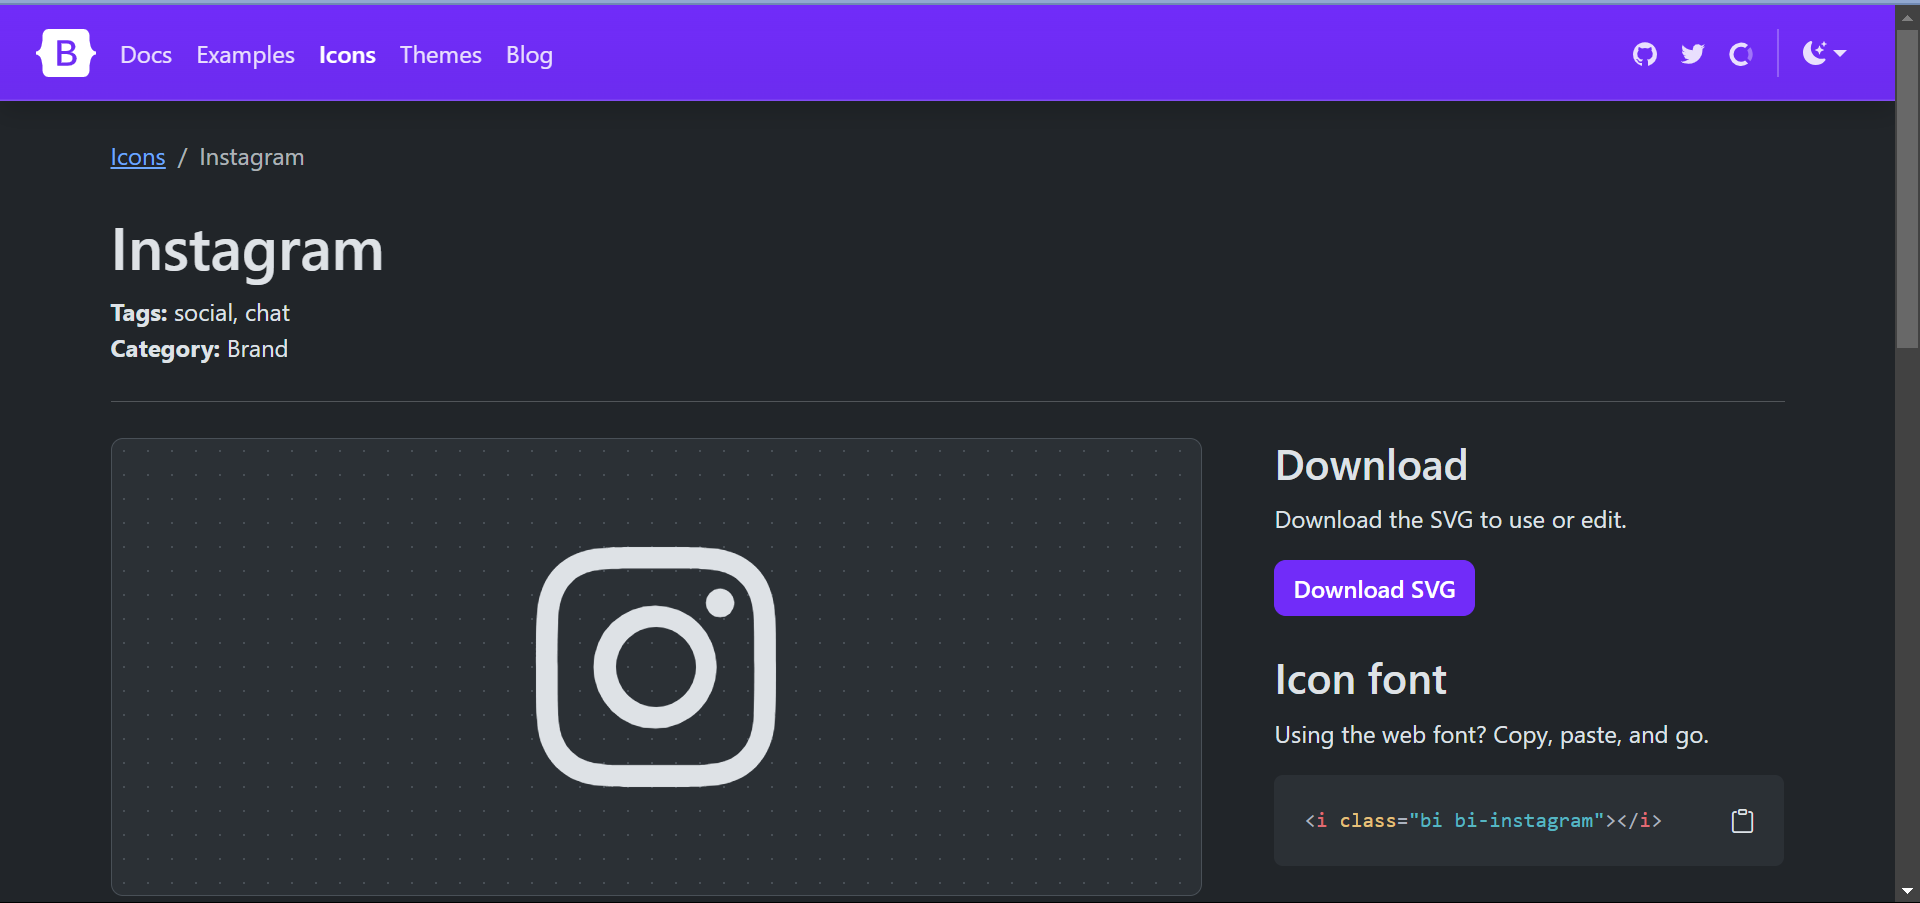 B Docs Examples Icons Themes Blog
Icons / Instagram
Instagram
Tags: social, chat
Category: Brand
Download
Download the SVG to use or edit.
Download SVG
Icon font
Using the web font? Copy, paste, and go.
<i class="bi bi-instagram"></i>